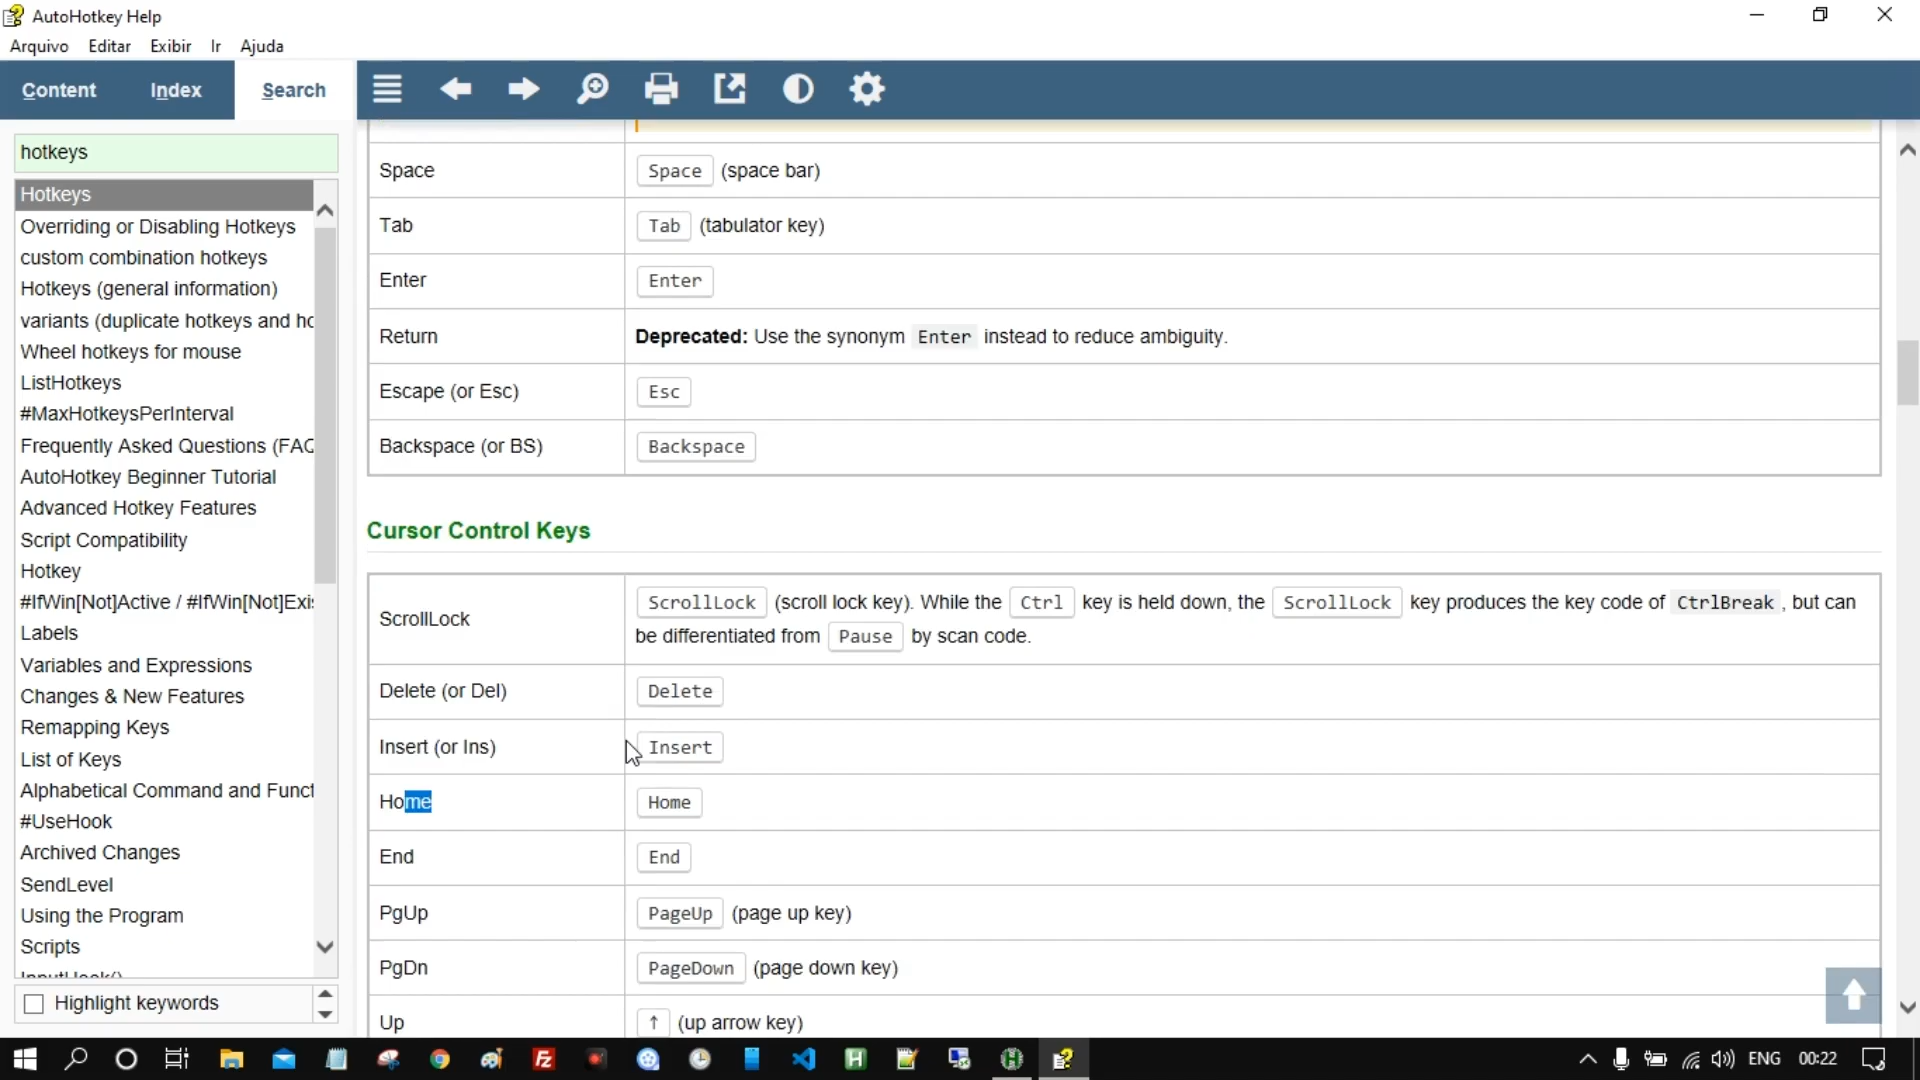 AutoHotkey Help
Arquivo Editar Exibir Ir Ajuda
Content Index Search
hotkeys
Hotkeys
Overriding or Disabling Hotkeys
custom combination hotkeys
Hotkeys (general information)
variants (duplicate hotkeys and ho
Wheel hotkeys for mouse
ListHotkeys
#MaxHotkeysPerInterval
Frequently Asked Questions (FAQ
AutoHotkey Beginner Tutorial
Advanced Hotkey Features
Script Compatibility
Hotkey
#IfWin[Not]Active / #IfWin[Not]Exis
Labels
Variables and Expressions
Changes & New Features
Remapping Keys
List of Keys
Alphabetical Command and Funct
#UseHook
Archived Changes
SendLevel
Using the Program
Scripts
InputHook()
Highlight keywords
Space Space (space bar)
Tab Tab (tabulator key)
Enter Enter
Return Deprecated: Use the synonym Enter instead to reduce ambiguity.
Escape (or Esc) Esc
Backspace (or BS) Backspace
Cursor Control Keys
ScrollLock ScrollLock (scroll lock key). While the Ctrl key is held down, the ScrollLock key produces the key code of CtrlBreak, but can
be differentiated from Pause by scan code.
Delete (or Del) Delete
Insert (or Ins) Insert
Home Home
End End
PgUp PageUp (page up key)
PgDn PageDown (page down key)
Up ↑ (up arrow key)
ENG 00:22